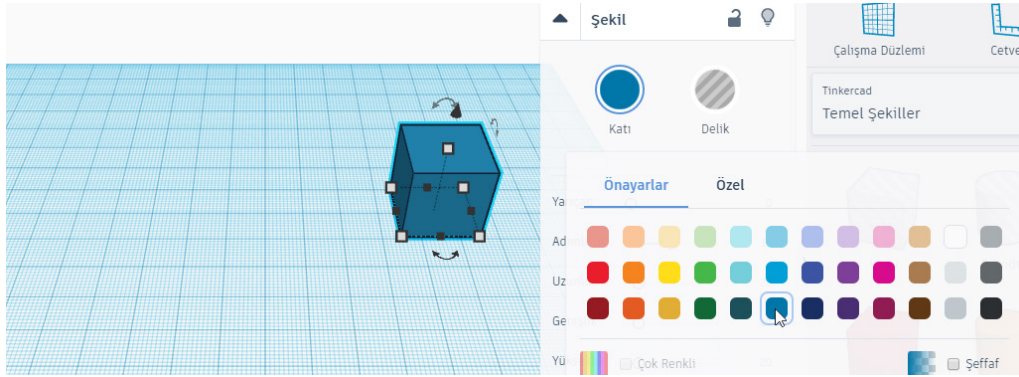 Şekil
Çalışma Düzlemi
Tinkercad
Temel Şekiller
Katı
Delik
Önayarlar
Özel
Çok Renkli
Şeffaf